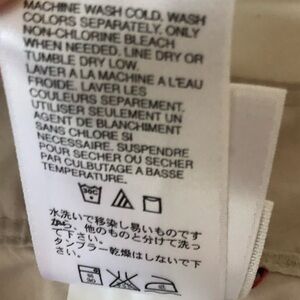 MACHINE WASH COLD. WASH
COLORS SEPARATELY. ONLY
NON-CHLORINE BLEACH
WHEN NEEDED. LINE DRY OR
TUMBLE DRY LOW.
LAVER A LA MACHINE A L'EAU
FROIDE. LAVER LES
COULEURS SEPAREMENT.
UTILISER SEULEMENT UN
AGENT DE BLANCHIMENT
SANS CHLORE SI
NECESSAIRE. SUSPENDRE
POUR SECHER OU SECHER
PAR CULBUTAGE A BASSE
TEMPERATURE.
水洗いで移染し易いものです
から、他のものと分けて洗っ
て下さい。
タンブラー乾燥はしないで下
さい。